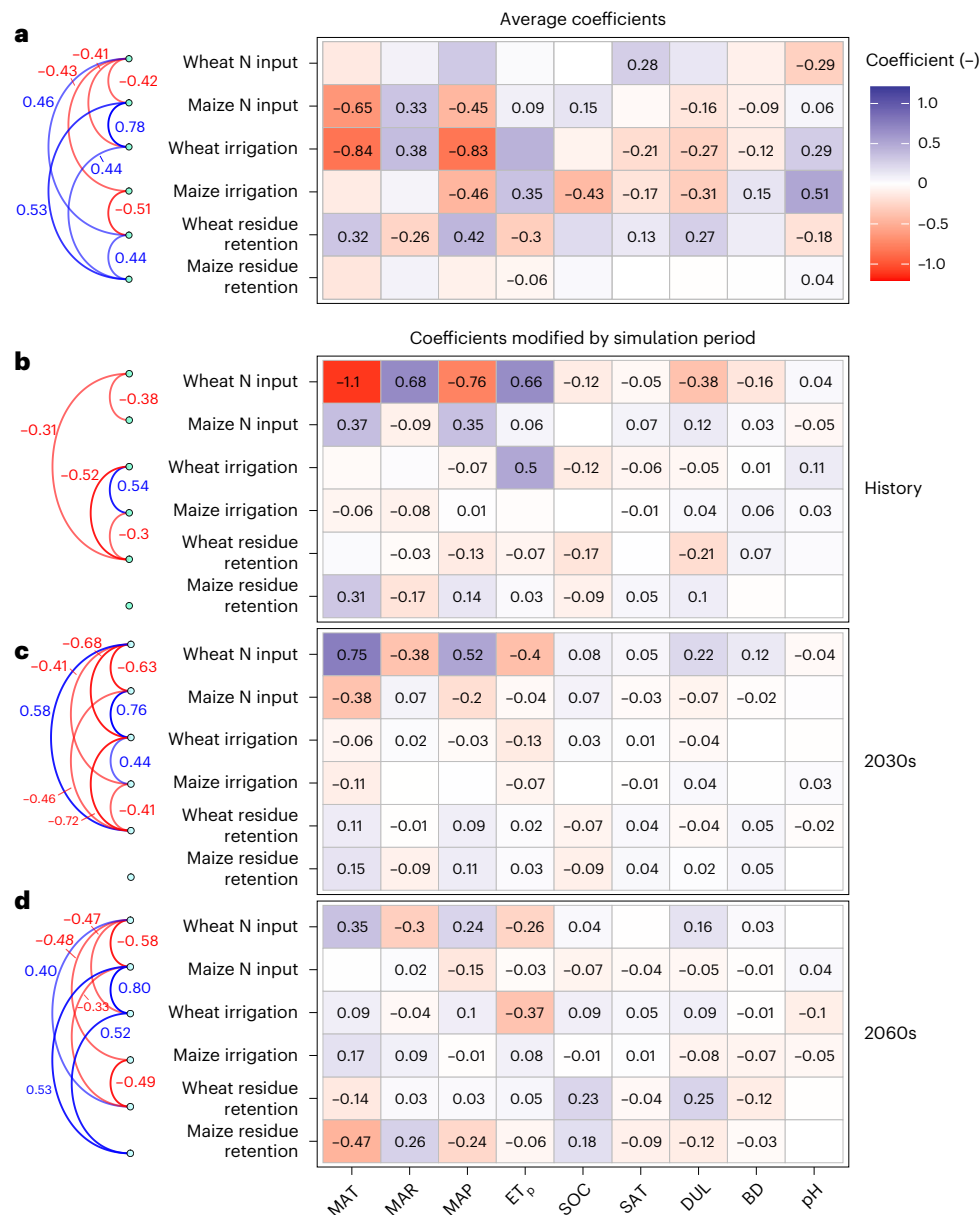 Average coefficients
a
−0.41
−0.43
−0.42
0.46
0.78
0.44
0.53
−0.51
0.44
Wheat N input 0.28 −0.29
Maize N input −0.65 0.33 −0.45 0.09 0.15 −0.16 −0.09 0.06
Wheat irrigation −0.84 0.38 −0.83 −0.21 −0.27 −0.12 0.29
Maize irrigation −0.46 0.35 −0.43 −0.17 −0.31 0.15 0.51
Wheat residue
retention 0.32 −0.26 0.42 −0.3 0.13 0.27 −0.18
Maize residue
retention −0.06 0.04
Coefficient (−)
1.0
0.5
0
−0.5
−1.0
Coefficients modified by simulation period
b
−0.38
−0.31
−0.52
0.54
−0.3
Wheat N input −1.1 0.68 −0.76 0.66 −0.12 −0.05 −0.38 −0.16 0.04
Maize N input 0.37 −0.09 0.35 0.06 0.07 0.12 0.03 −0.05
Wheat irrigation −0.07 0.5 −0.12 −0.06 −0.05 0.01 0.11
Maize irrigation −0.06 −0.08 0.01 −0.01 0.04 0.06 0.03
Wheat residue
retention −0.03 −0.13 −0.07 −0.17 −0.21 0.07
Maize residue
retention 0.31 −0.17 0.14 0.03 −0.09 0.05 0.1
History
c
−0.68
−0.41
−0.63
0.58
0.76
0.44
−0.46
−0.41
−0.72
Wheat N input 0.75 −0.38 0.52 −0.4 0.08 0.05 0.22 0.12 −0.04
Maize N input −0.38 0.07 −0.2 −0.04 0.07 −0.03 −0.07 −0.02
Wheat irrigation −0.06 0.02 −0.03 −0.13 0.03 0.01 −0.04
Maize irrigation −0.11 −0.07 −0.01 0.04 0.03
Wheat residue
retention 0.11 −0.01 0.09 0.02 −0.07 0.04 −0.04 0.05 −0.02
Maize residue
retention 0.15 −0.09 0.11 0.03 −0.09 0.04 0.02 0.05
2030s
d
−0.47
−0.48
−0.58
0.40
0.80
−0.33
0.52
−0.49
0.53
Wheat N input 0.35 −0.3 0.24 −0.26 0.04 0.16 0.03
Maize N input 0.02 −0.15 −0.03 −0.07 −0.04 −0.05 −0.01 0.04
Wheat irrigation 0.09 −0.04 0.1 −0.37 0.09 0.05 0.09 −0.01 −0.1
Maize irrigation 0.17 0.09 −0.01 0.08 −0.01 0.01 −0.08 −0.07 −0.05
Wheat residue
retention −0.14 0.03 0.03 0.05 0.23 −0.04 0.25 −0.12
Maize residue
retention −0.47 0.26 −0.24 −0.06 0.18 −0.09 −0.12 −0.03
2060s
MAT MAR MAP ETp SOC SAT DUL BD pH